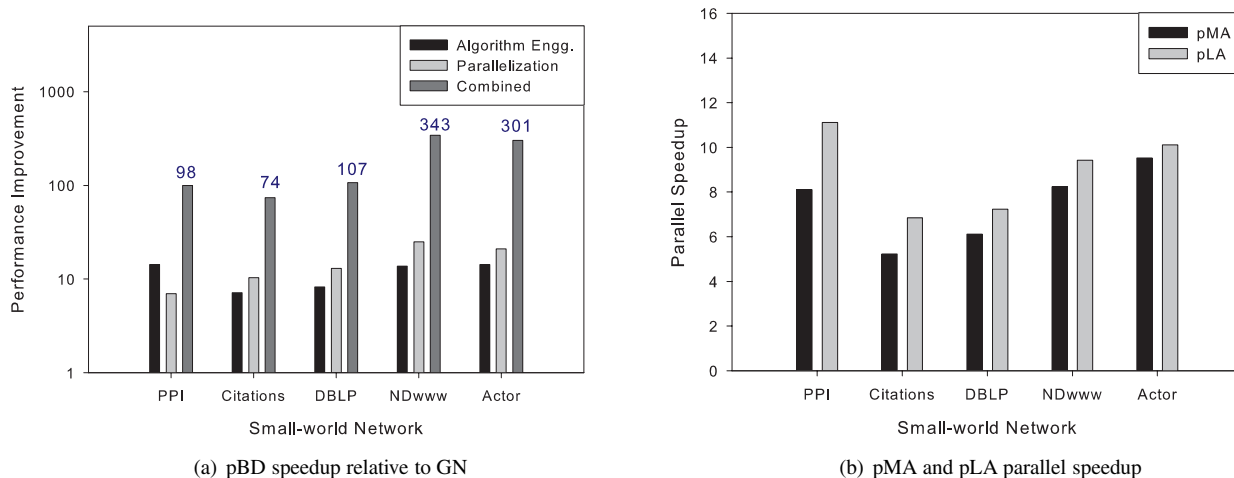 Algorithm Engg.
Parallelization
Combined
Performance Improvement
1000
100
10
1
98
74
107
343
301
PPI Citations DBLP NDwww Actor
Small-world Network
(a) pBD speedup relative to GN
pMA
pLA
Parallel Speedup
16
14
12
10
8
6
4
2
0
PPI Citations DBLP NDwww Actor
Small-world Network
(b) pMA and pLA parallel speedup